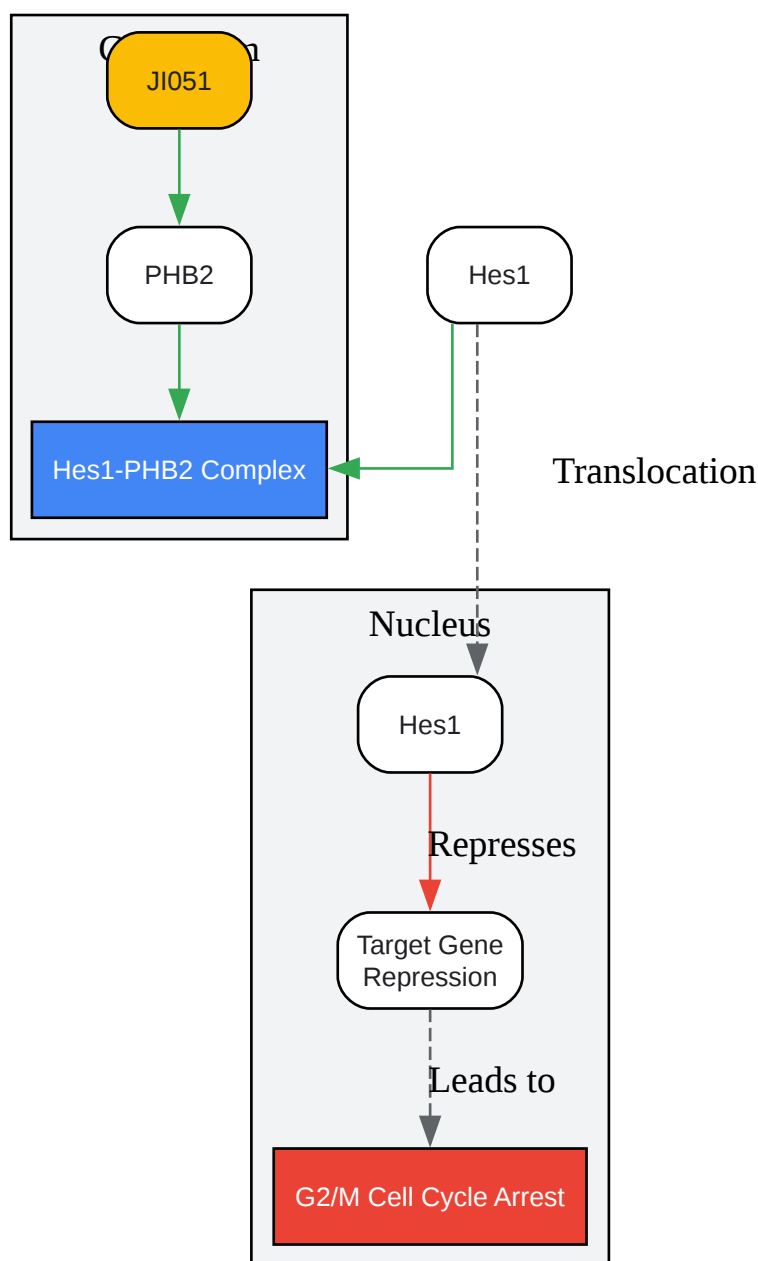 JI051
PHB2
Hes1
Hes1-PHB2 Complex
Translocation
Nucleus
Hes1
Represses
Target Gene
Repression
Leads to
G2/M Cell Cycle Arrest